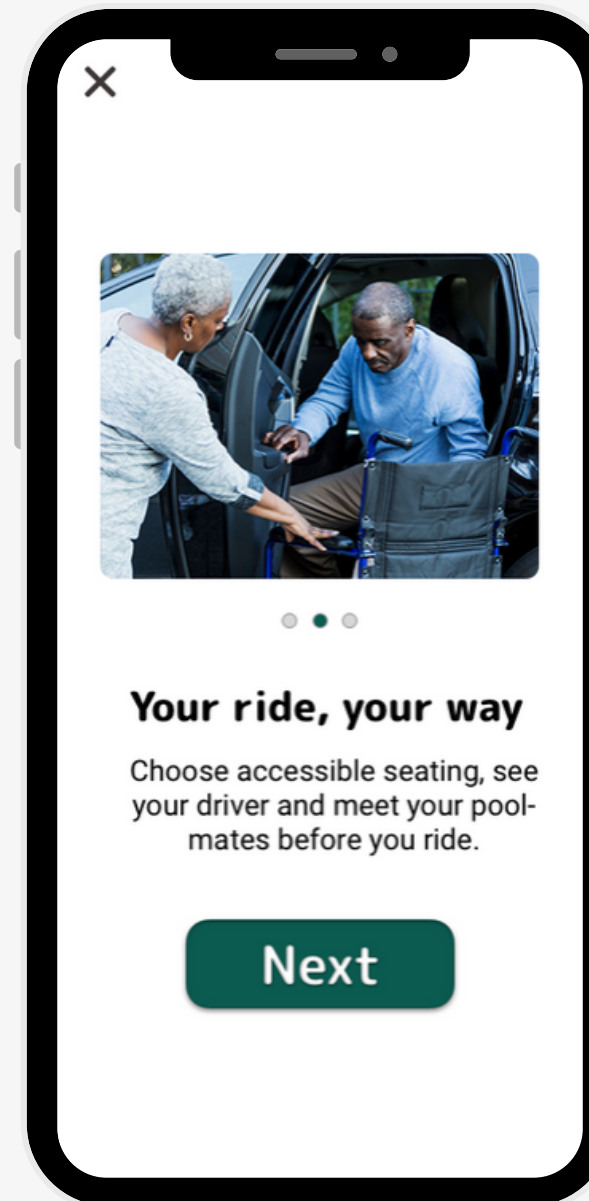 Your ride, your way
Choose accessible seating, see
your driver and meet your pool-
mates before you ride.
Next